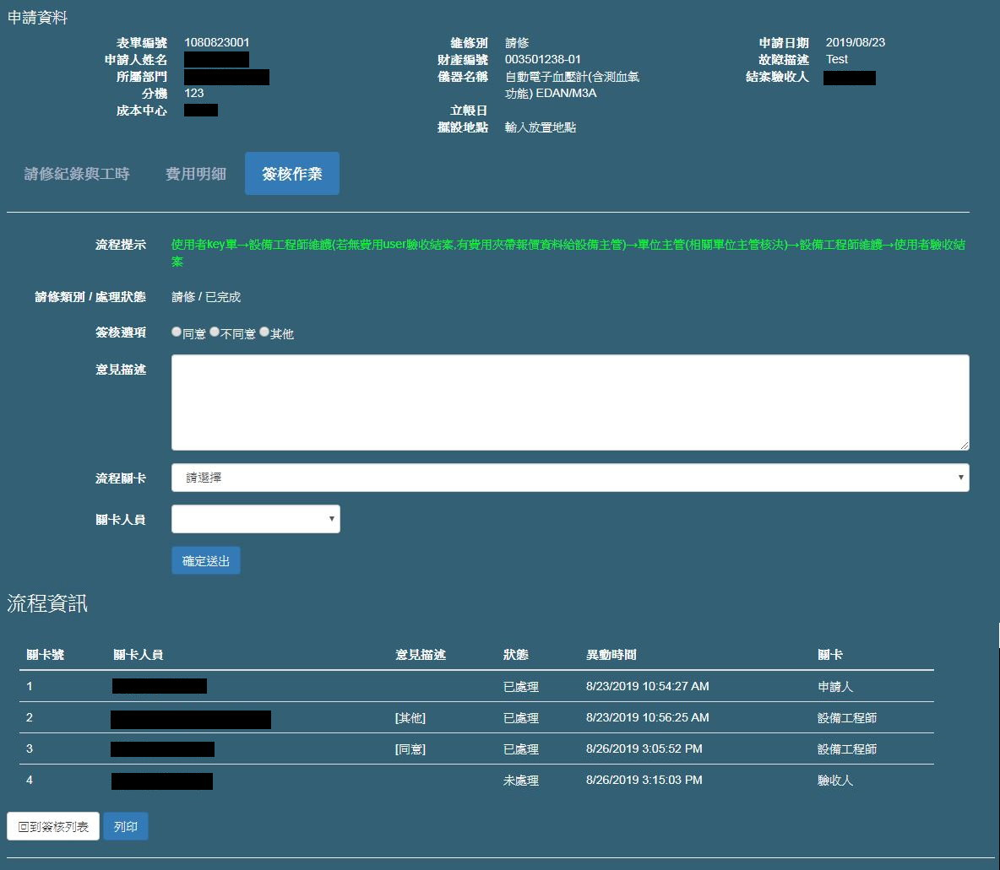 申請資料
表單編號 1080823001 維修別 請修 申請日期 2019/08/23
申請人姓名 財產編號 003501238-01 故障描述 Test
所屬部門 儀器名稱 自動電子血壓計(含測血氧 結案驗收人
分機 123 功能) EDAN/M3A
成本中心 立帳日
擺設地點 輸入放置地點
請修紀錄與工時 費用明細 簽核作業
流程提示 使用者key單→設備工程師維護(若無費用user驗收結案,有費用夾帶報價資料給設備主管)→單位主管(相關單位主管核決)→設備工程師維護→使用者驗收結
案
請修類別 / 處理狀態 請修 / 已完成
簽核選項 同意 不同意 其他
意見描述
流程關卡 請選擇
關卡人員
確定送出
流程資訊
關卡號 關卡人員 意見描述 狀態 異動時間 關卡
1 已處理 8/23/2019 10:54:27 AM 申請人
2 [其他] 已處理 8/23/2019 10:56:25 AM 設備工程師
3 [同意] 已處理 8/26/2019 3:05:52 PM 設備工程師
4 未處理 8/26/2019 3:15:03 PM 驗收人
回到簽核列表 列印